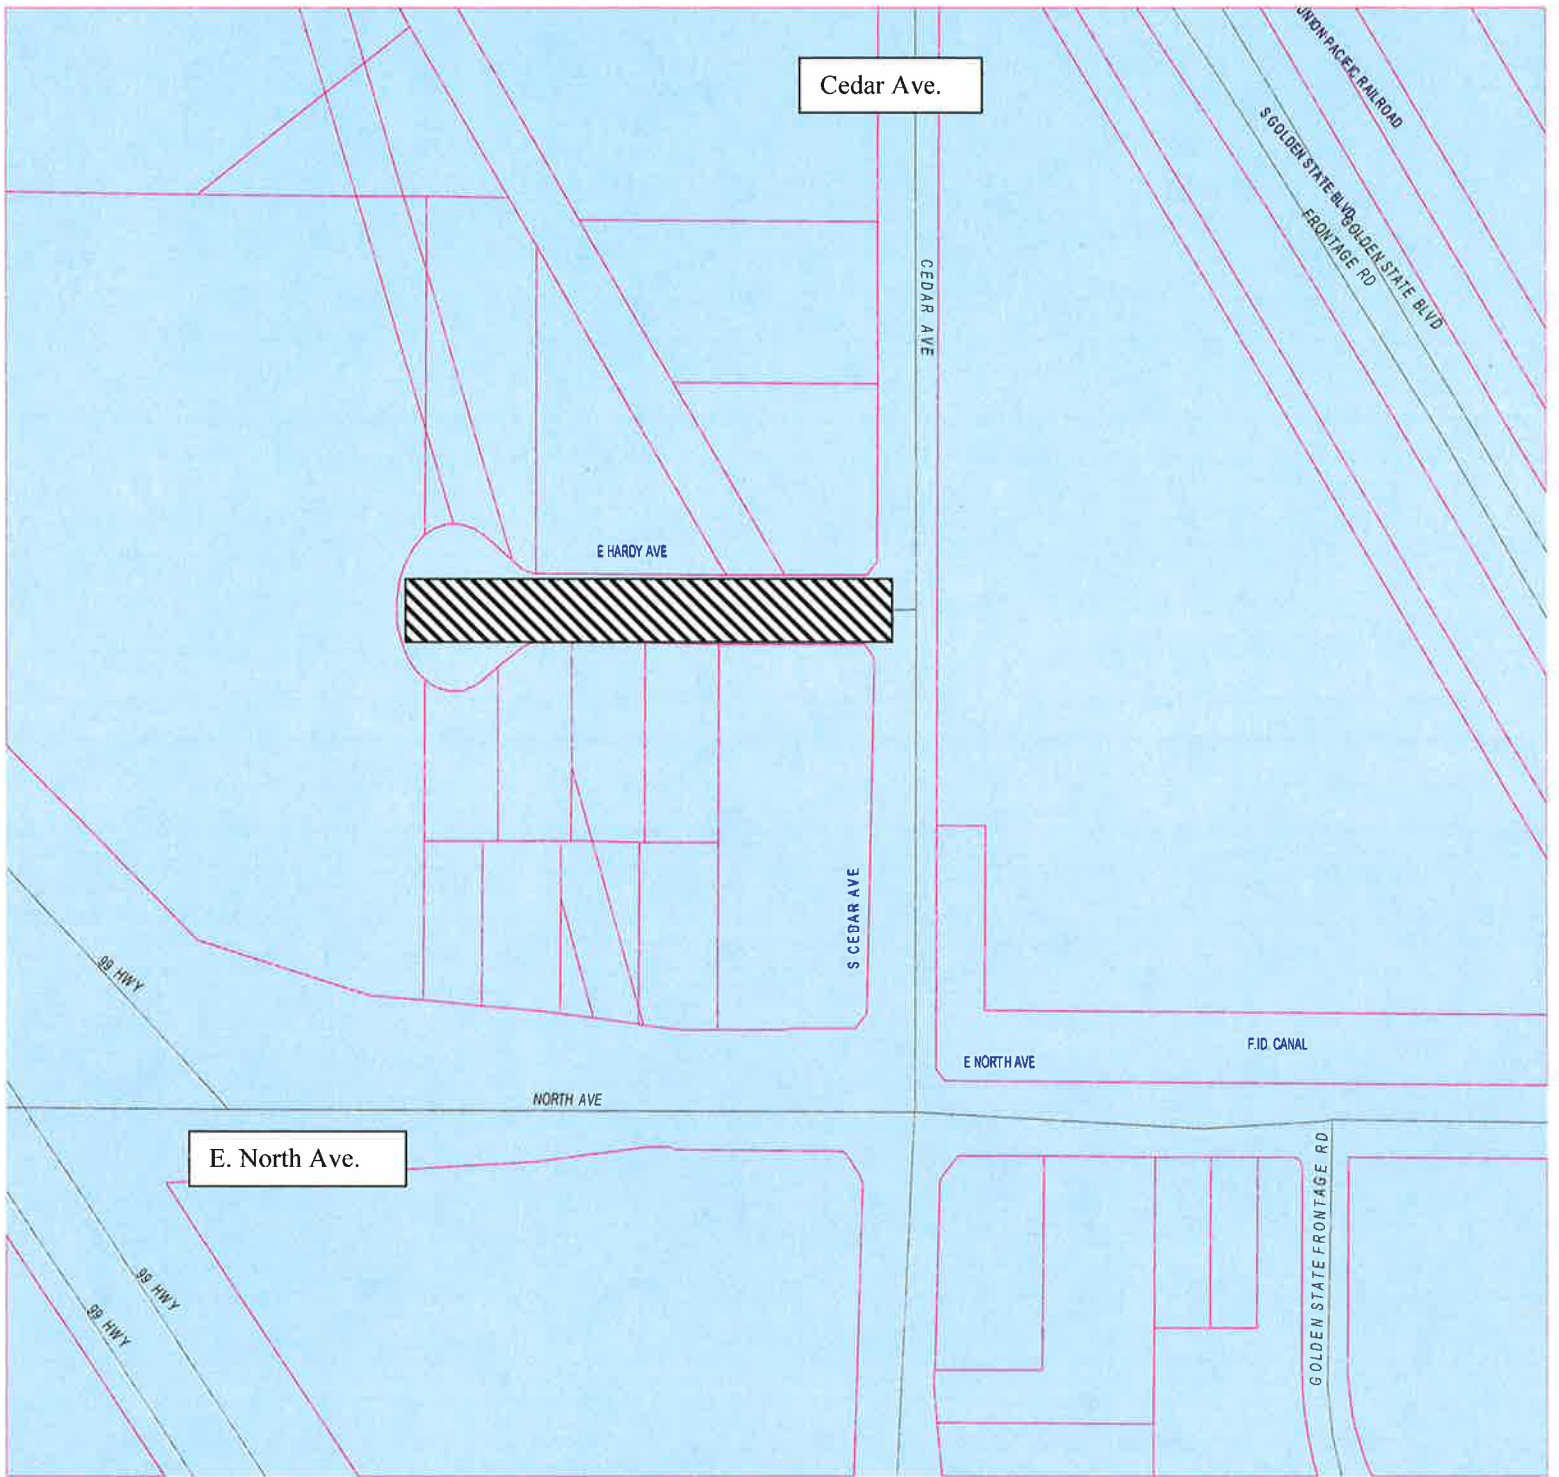 UNION PACIFIC RAILROAD
Cedar Ave.
S GOLDEN STATE BLVD
GOLDEN STATE BLVD
FRONTAGE RD
CEDAR AVE
E HARDY AVE
S CEDAR AVE
99 HWY
F.ID. CANAL
E NORTH AVE
NORTH AVE
E. North Ave.
GOLDEN STATE FRONTAGE RD
99 HWY
99 HWY